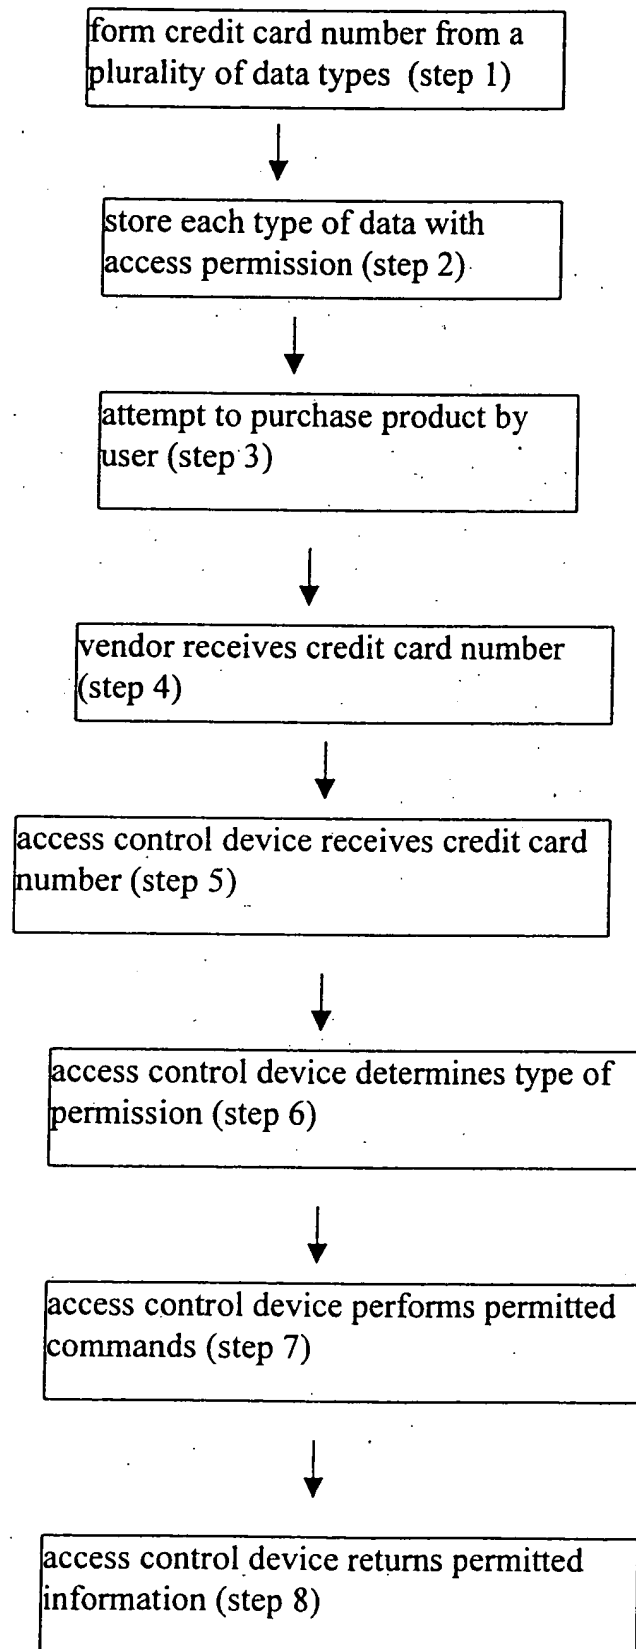 form credit card number from a
plurality of data types (step 1)
store each type of data with
access permission (step 2)
attempt to purchase product by
user (step 3)
vendor receives credit card number
(step 4)
access control device receives credit card
number (step 5)
access control device determines type of
permission (step 6)
access control device performs permitted
commands (step 7)
access control device returns permitted
information (step 8)